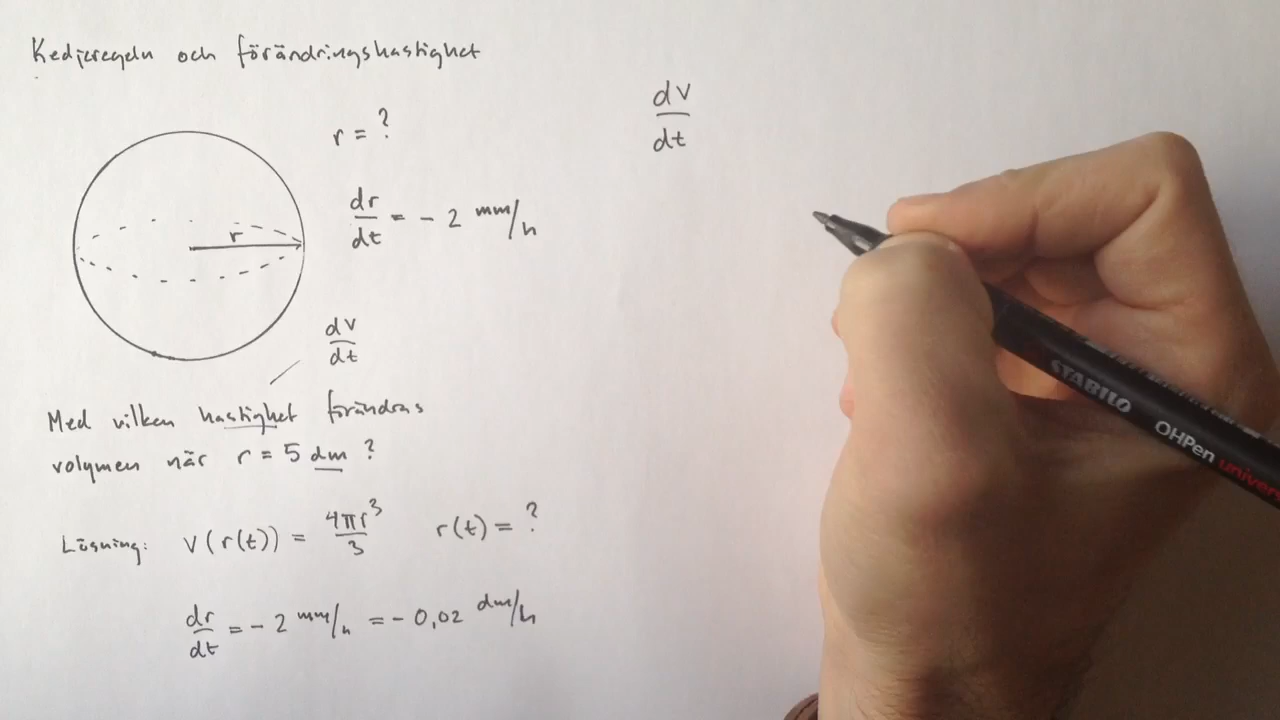 Kedjeregeln och förändringshastighet
r = ?
dr/dt = - 2 mm/h
r
dv/dt
Med vilken hastighet förändras
volymen när r = 5 dm ?
Lösning: V(r(t)) = 4πr³/3 r(t) = ?
dr/dt = - 2 mm/h = - 0,02 dm/h
dv/dt
STABILO OHPen univers